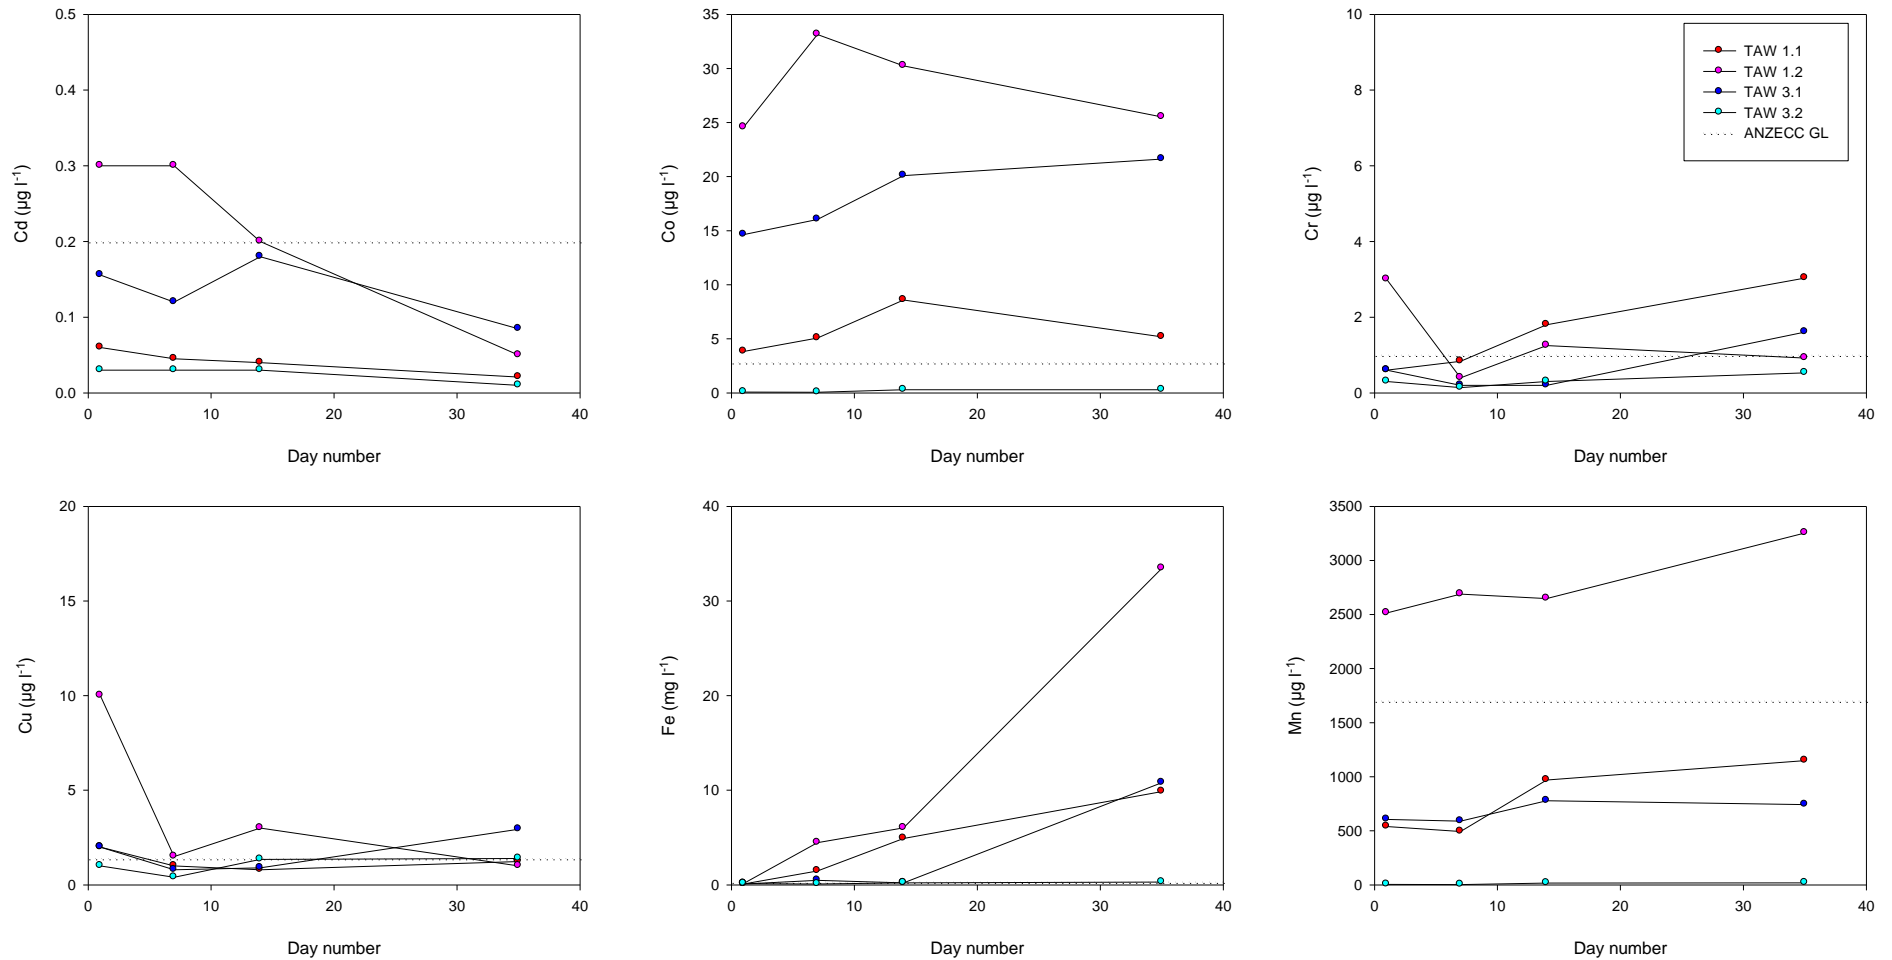 0.5
0.4
0.3
0.2
0.1
0.0
Cd (µg l-1)
0 10 20 30 40
Day number
35
30
25
20
15
10
5
0
Co (µg l-1)
0 10 20 30 40
Day number
10
8
6
4
2
0
Cr (µg l-1)
0 10 20 30 40
Day number
TAW 1.1
TAW 1.2
TAW 3.1
TAW 3.2
ANZECC GL
20
15
10
5
0
Cu (µg l-1)
0 10 20 30 40
Day number
40
30
20
10
0
Fe (mg l-1)
0 10 20 30 40
Day number
3500
3000
2500
2000
1500
1000
500
0
Mn (µg l-1)
0 10 20 30 40
Day number